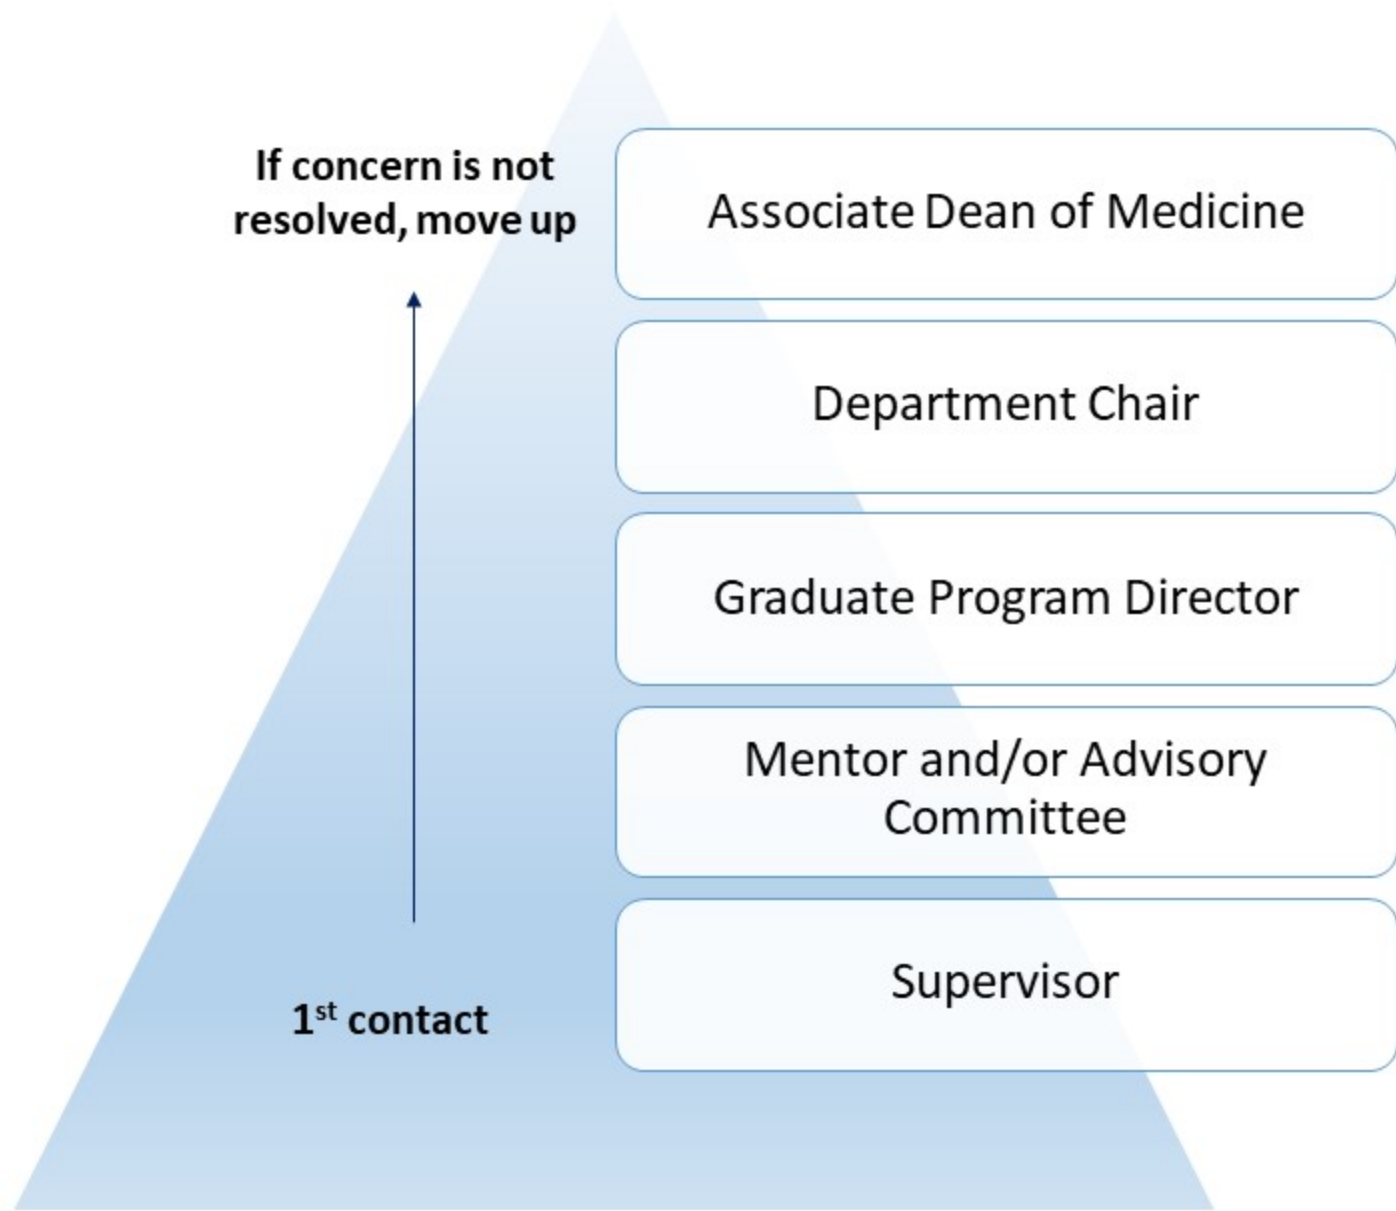 If concern is not
resolved, move up
Associate Dean of Medicine
Department Chair
Graduate Program Director
Mentor and/or Advisory
Committee
Supervisor
1st contact